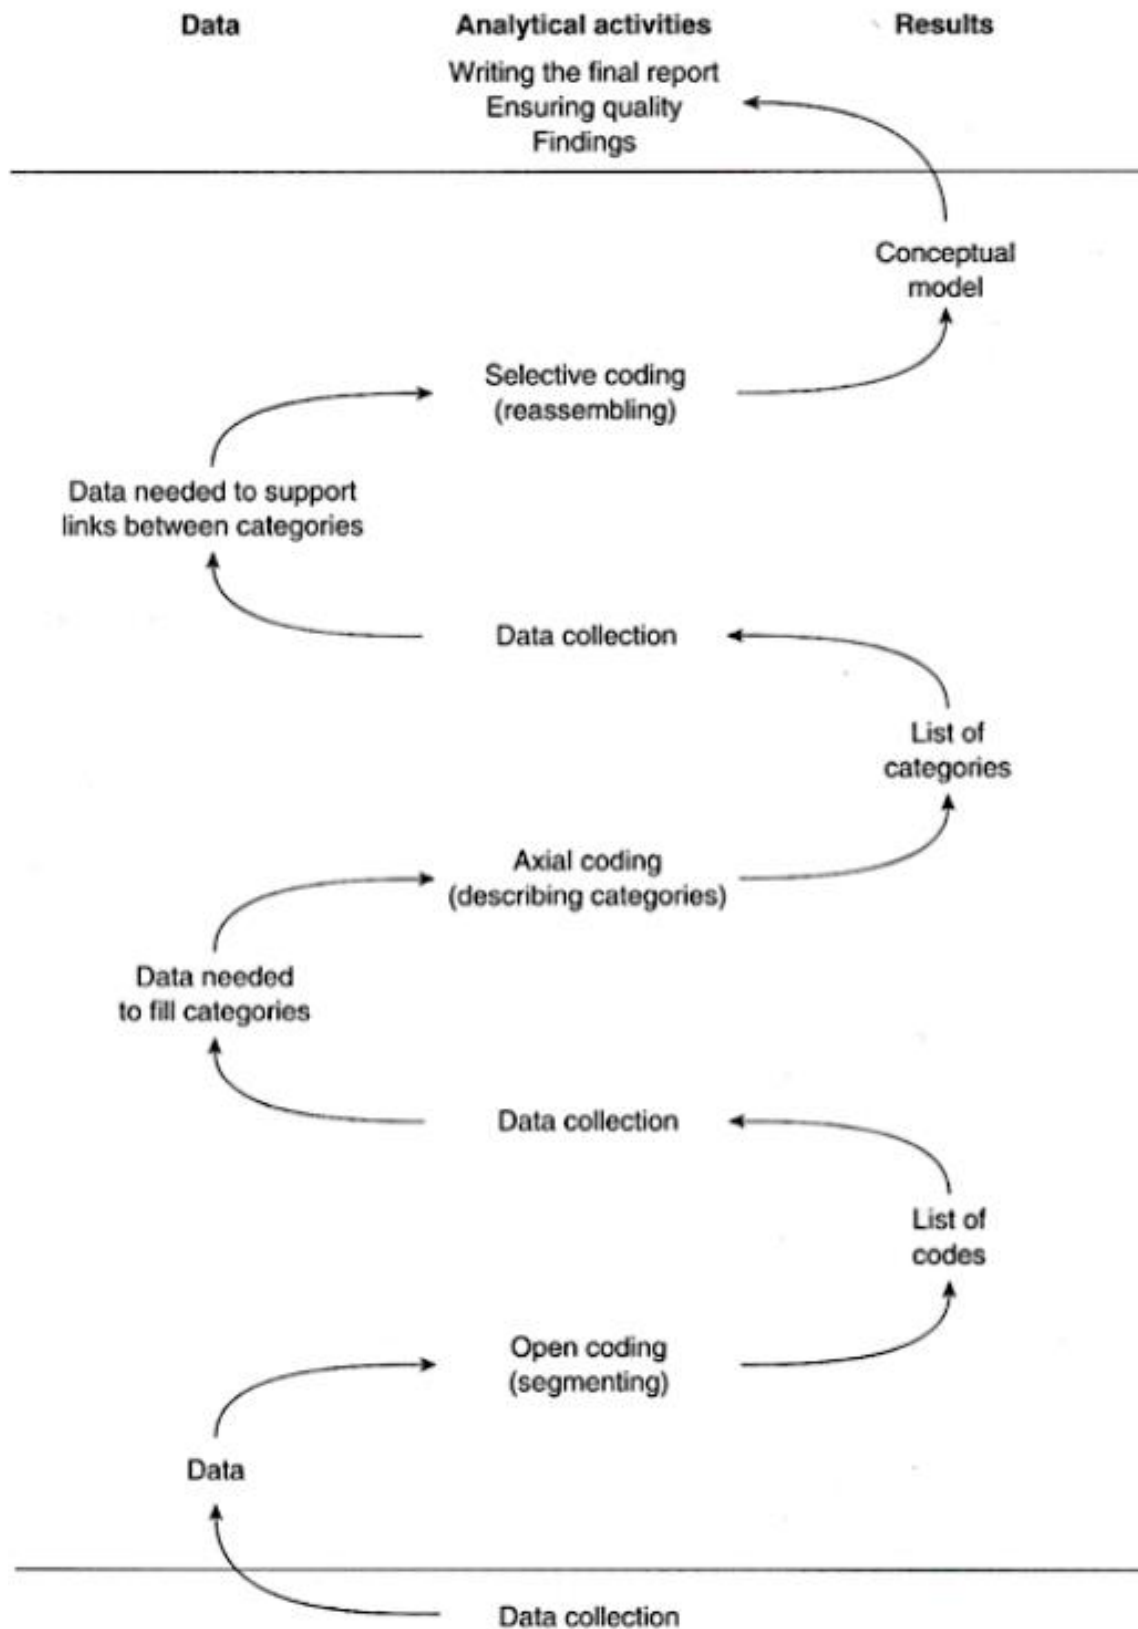 Data Analytical activities Results
Writing the final report
Ensuring quality
Findings
Conceptual
model
Selective coding
(reassembling)
Data needed to support
links between categories
Data collection
List of
categories
Axial coding
(describing categories)
Data needed
to fill categories
Data collection
List of
codes
Open coding
(segmenting)
Data
Data collection